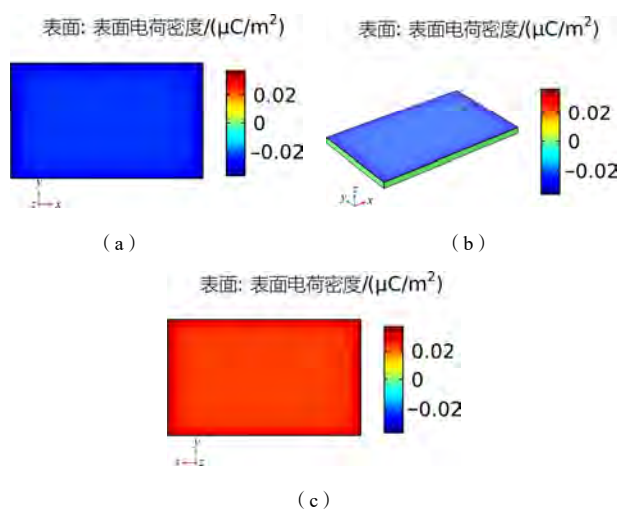 表面: 表面电荷密度/(μC/m²)
表面: 表面电荷密度/(μC/m²)
0.02
0
−0.02
y
z x
0.02
0
−0.02
z
y x
(a)
(b)
表面: 表面电荷密度/(μC/m²)
0.02
0
−0.02
y
x z
(c)